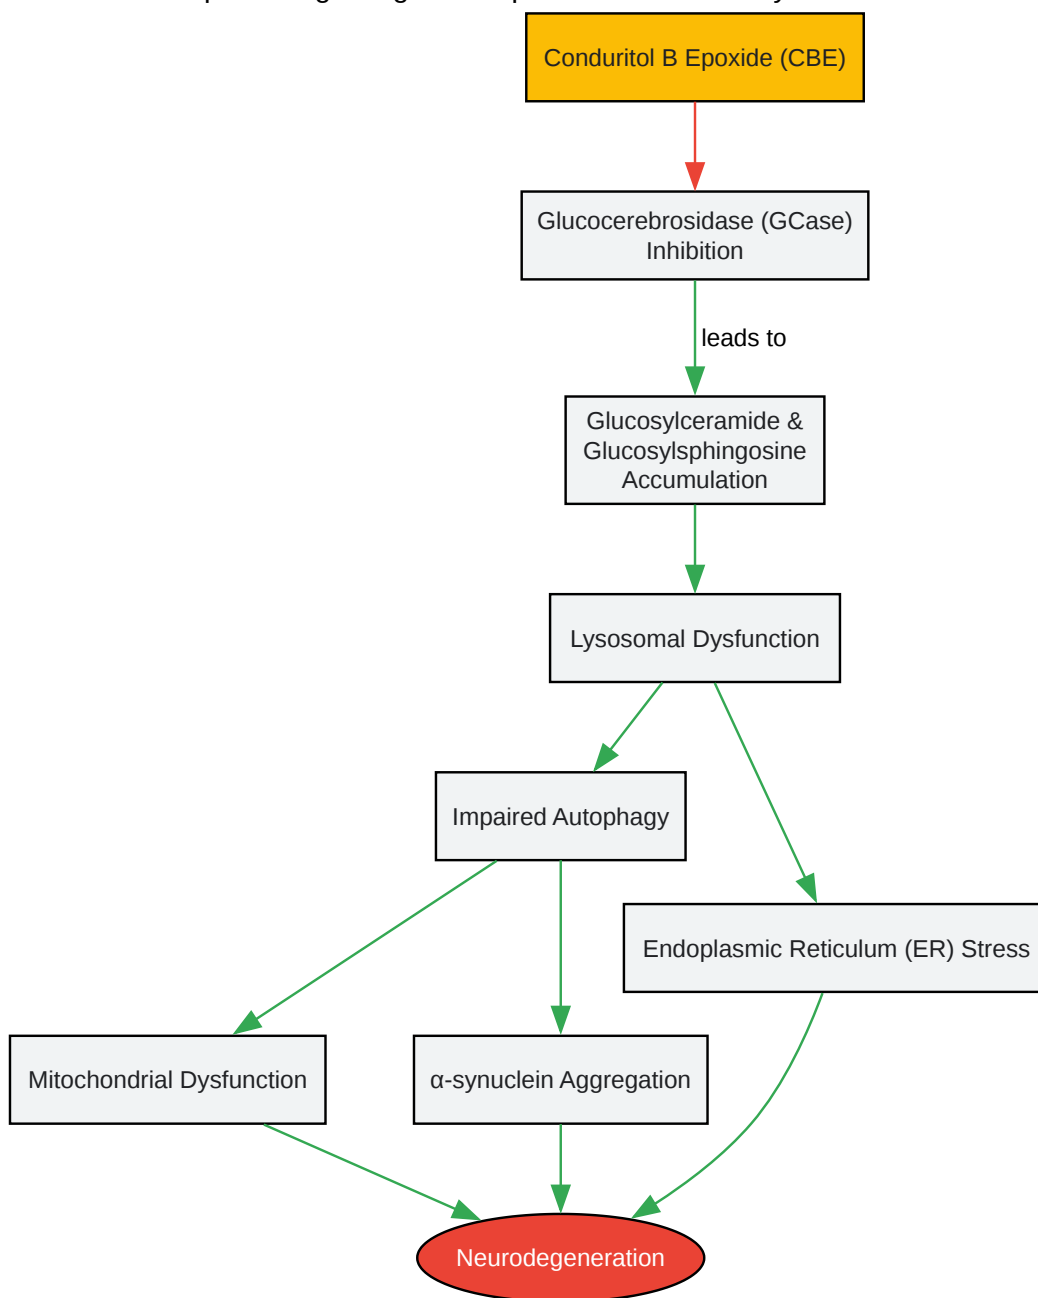 Conduritol B Epoxide (CBE)
Glucocerebrosidase (GCase)
Inhibition
leads to
Glucosylceramide &
Glucosylsphingosine
Accumulation
Lysosomal Dysfunction
Impaired Autophagy
Endoplasmic Reticulum (ER) Stress
Mitochondrial Dysfunction
α-synuclein Aggregation
Neurodegeneration